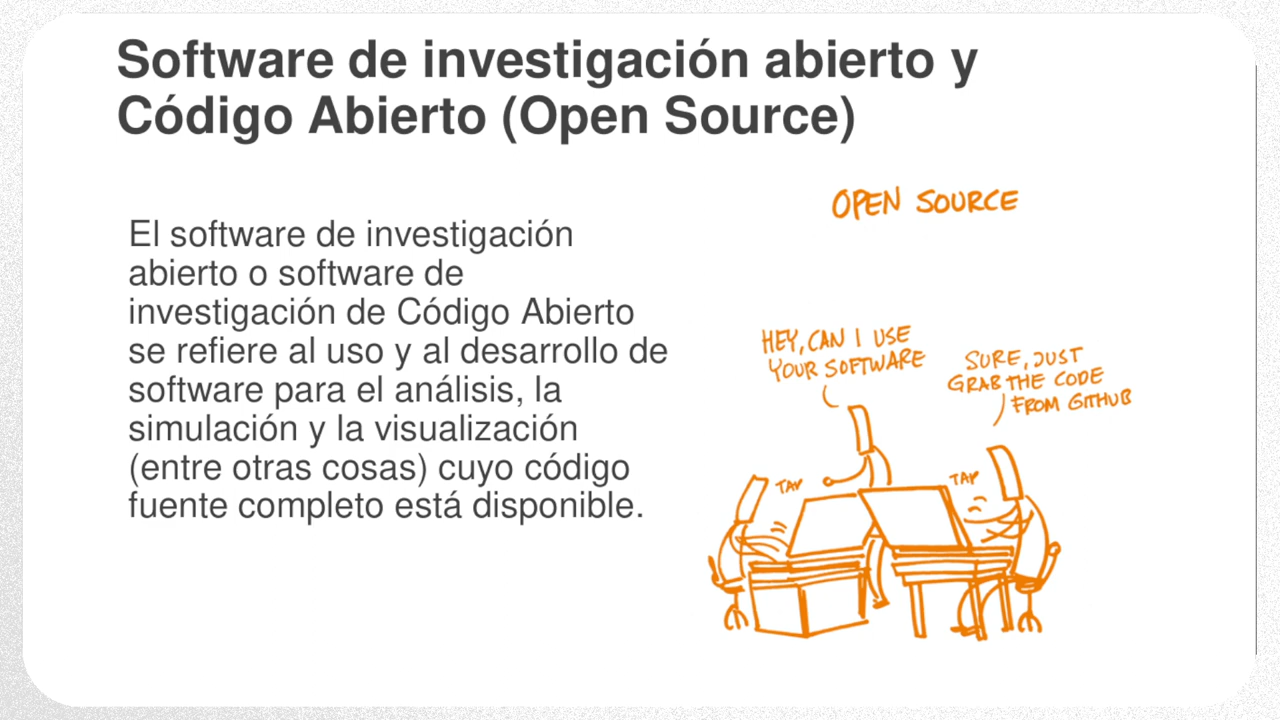 Software de investigación abierto y
Código Abierto (Open Source)
El software de investigación
abierto o software de
investigación de Código Abierto
se refiere al uso y al desarrollo de
software para el análisis, la
simulación y la visualización
(entre otras cosas) cuyo código
fuente completo está disponible.
OPEN SOURCE
HEY, CAN I USE
YOUR SOFTWARE
SURE, JUST
GRAB THE CODE
FROM GITHUB
TAP
TAP